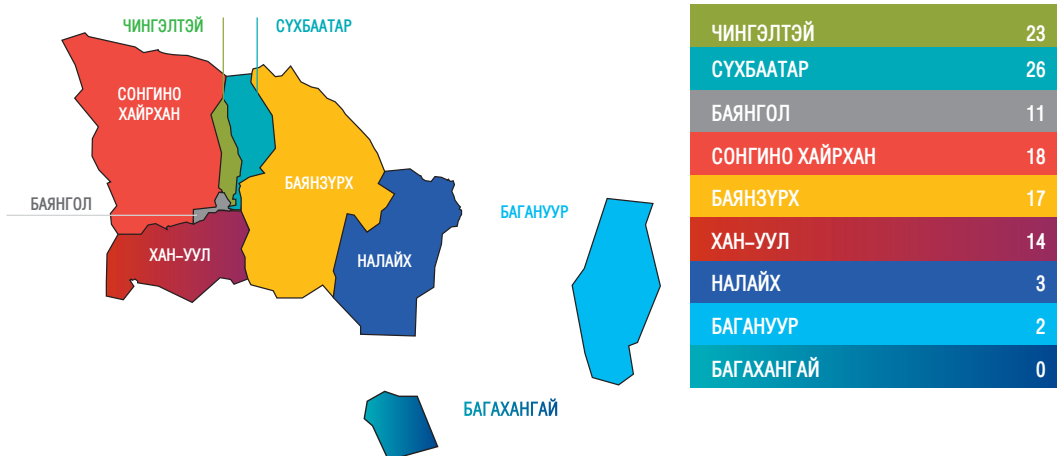 ЧИНГЭЛТЭЙ
СҮХБААТАР
СОНГИНО
ХАЙРХАН
БАЯНЗҮРХ
БАЯНГОЛ
БАГАНУУР
ХАН–УУЛ
НАЛАЙХ
БАГАХАНГАЙ
ЧИНГЭЛТЭЙ 23
СҮХБААТАР 26
БАЯНГОЛ 11
СОНГИНО ХАЙРХАН 18
БАЯНЗҮРХ 17
ХАН–УУЛ 14
НАЛАЙХ 3
БАГАНУУР 2
БАГАХАНГАЙ 0